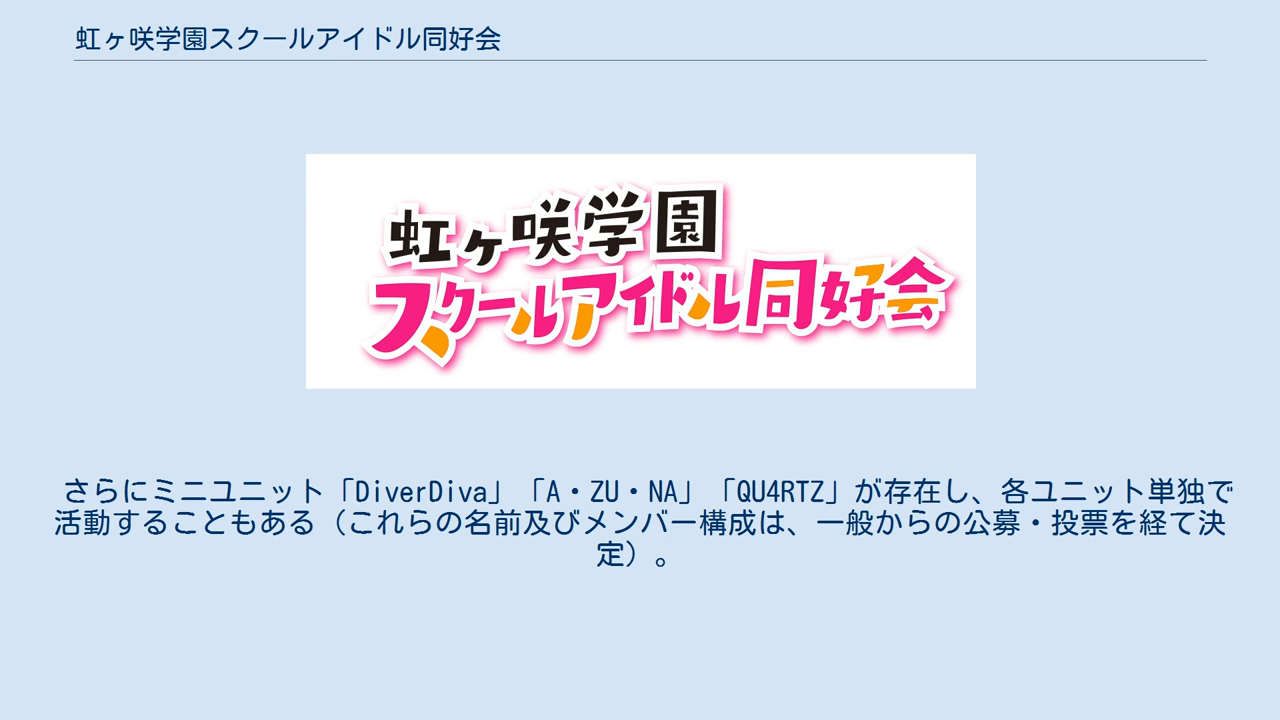 虹ヶ咲学園スクールアイドル同好会
虹ヶ咲学園
スクールアイドル同好会
さらにミニユニット「DiverDiva」「A・ZU・NA」「QU4RTZ」が存在し、各ユニット単独で
活動することもある（これらの名前及びメンバー構成は、一般からの公募・投票を経て決
定）。